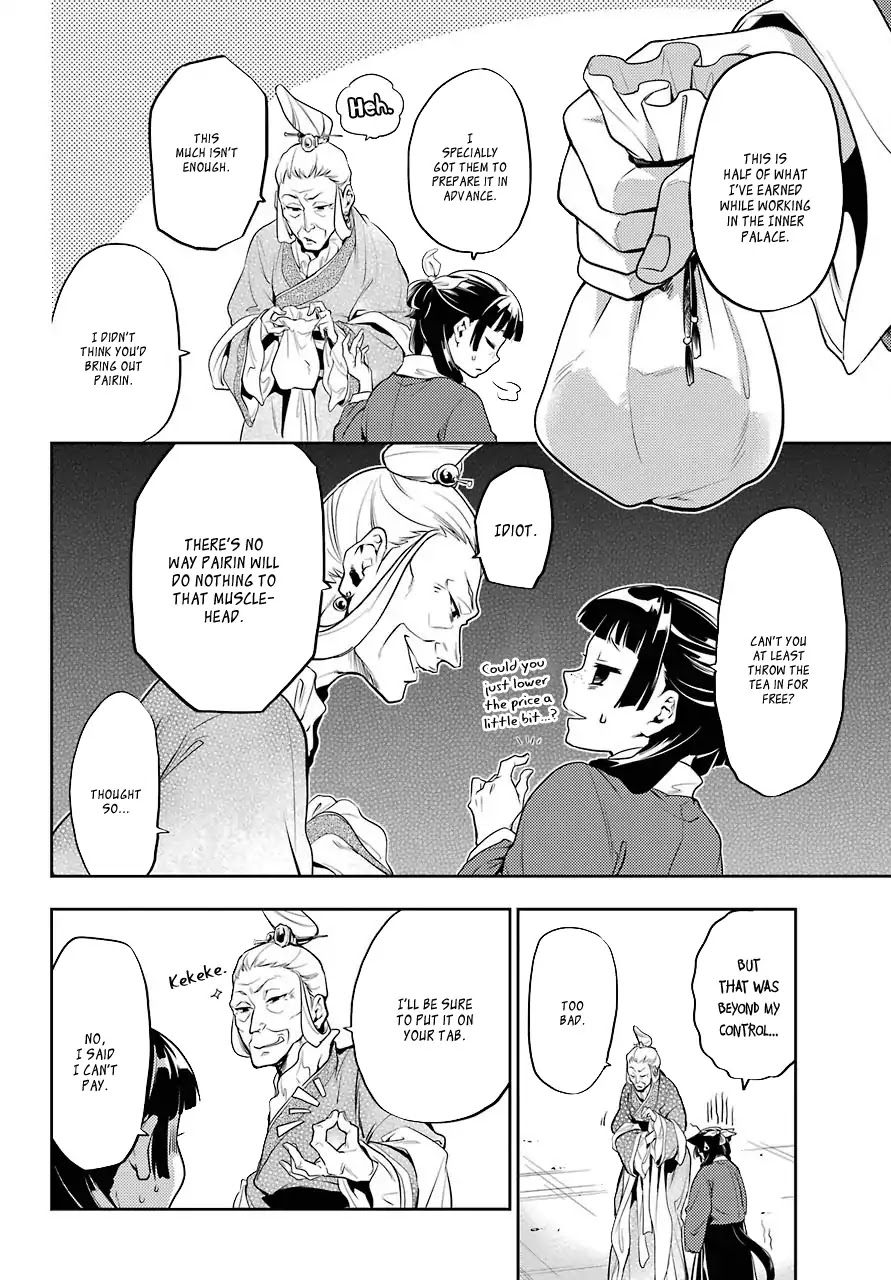 THIS IS
HALF OF WHAT
I'VE EARNED
WHILE WORKING
IN THE INNER
PALACE.
I
SPECIALLY
GOT THEM TO
PREPARE IT IN
ADVANCE.
Heh.
THIS
MUCH ISN'T
ENOUGH.
I DIDN'T
THINK YOU'D
BRING OUT
PAIRIN.
CAN'T YOU
AT LEAST
THROW THE
TEA IN FOR
FREE?
Could you
just lower
the price a
little bit...?
IDIOT.
THERE'S NO
WAY PAIRIN WILL
DO NOTHING TO
THAT MUSCLE-
HEAD.
THOUGHT
SO...
BUT
THAT WAS
BEYOND MY
CONTROL...
TOO
BAD.
I'LL BE SURE
TO PUT IT ON
YOUR TAB.
Kekeke.
NO,
I SAID
I CAN'T
PAY.